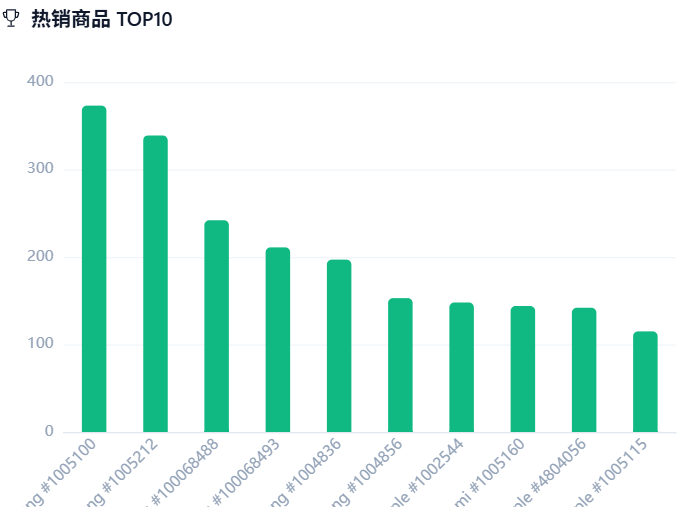 热销商品 TOP10
400
300
200
100
0
ng #1005100
ng #1005212
#100068488
#100068493
ng #1004836
ng #1004856
ple #1002544
mi #1005160
ple #4804056
ple #1005115